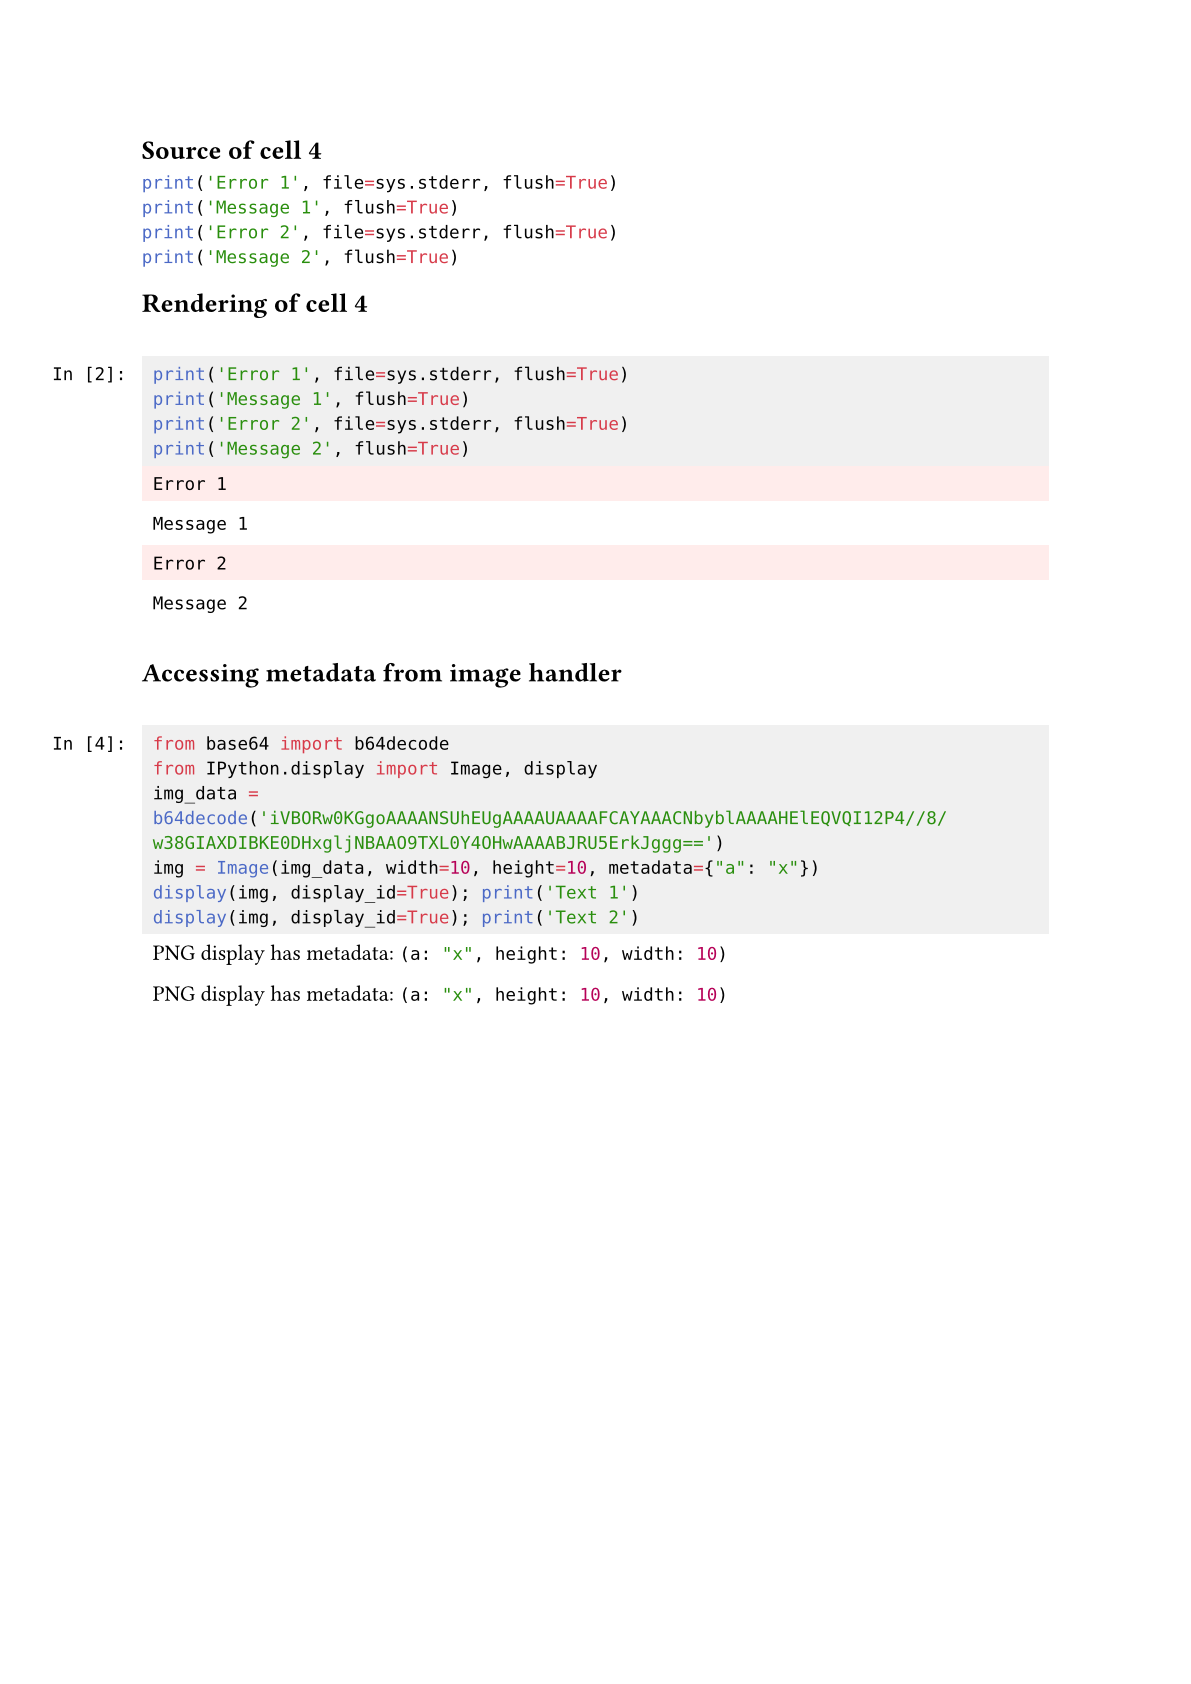 Source of cell 4
print('Error 1', file=sys.stderr, flush=True)
print('Message 1', flush=True)
print('Error 2', file=sys.stderr, flush=True)
print('Message 2', flush=True)
Rendering of cell 4
In [2]: print('Error 1', file=sys.stderr, flush=True)
print('Message 1', flush=True)
print('Error 2', file=sys.stderr, flush=True)
print('Message 2', flush=True)
Error 1
Message 1
Error 2
Message 2
Accessing metadata from image handler
In [4]: from base64 import b64decode
from IPython.display import Image, display
img_data =
b64decode('iVBORw0KGgoAAAANSUhEUgAAAAUAAAAFCAYAAACNbyblAAAAHElEQVQI12P4//8/
w38GIAXDIBKE0DHxgljNBAAO9TXL0Y4OHwAAAABJRU5ErkJggg==')
img = Image(img_data, width=10, height=10, metadata={"a": "x"})
display(img, display_id=True); print('Text 1')
display(img, display_id=True); print('Text 2')
PNG display has metadata: (a: "x", height: 10, width: 10)
PNG display has metadata: (a: "x", height: 10, width: 10)